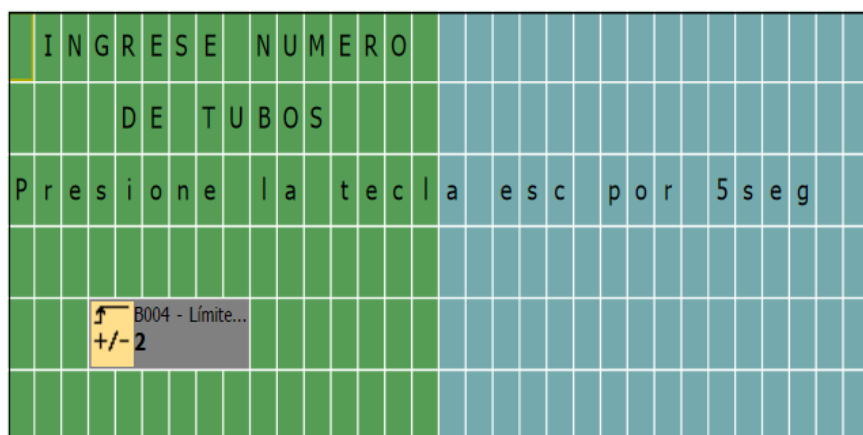 INGRESE NUMERO
DE TUBOS
Presione la tecla esc por 5seg
B004 - Límite...
+/- 2